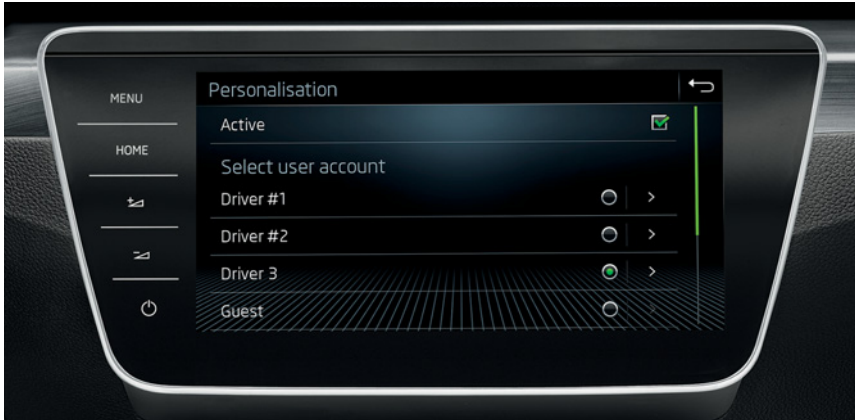 MENU
HOME
Personalisation
Active
Select user account
Driver #1
Driver #2
Driver 3
Guest